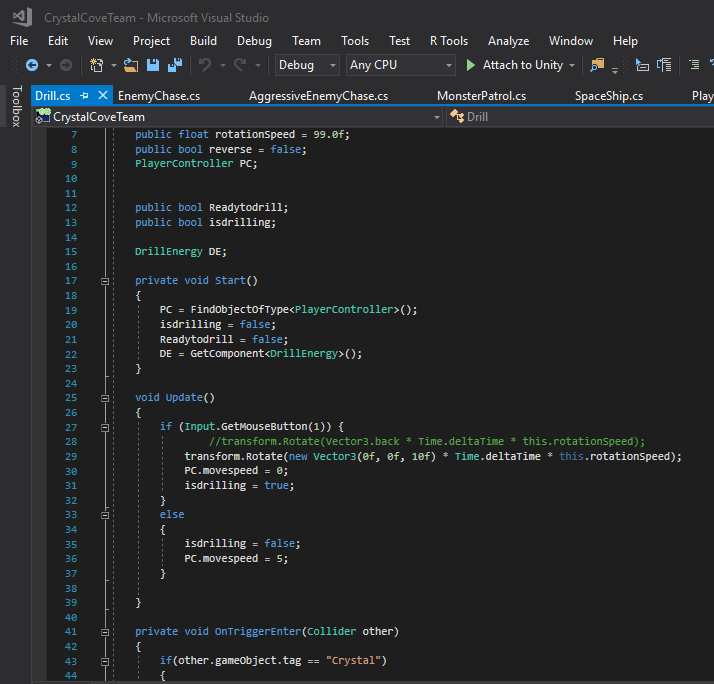 CrystalCoveTeam - Microsoft Visual Studio
File Edit View Project Build Debug Team Tools Test R Tools Analyze Window Help
Debug Any CPU Attach to Unity
Toolbox
Drill.cs EnemyChase.cs AggressiveEnemyChase.cs MonsterPatrol.cs SpaceShip.cs Play
CrystalCoveTeam Drill
7 public float rotationSpeed = 99.0f;
8 public bool reverse = false;
9 PlayerController PC;
10
11
12 public bool Readytodrill;
13 public bool isdrilling;
14
15 DrillEnergy DE;
16
17 private void Start()
18 {
19 PC = FindObjectOfType<PlayerController>();
20 isdrilling = false;
21 Readytodrill = false;
22 DE = GetComponent<DrillEnergy>();
23 }
24
25 void Update()
26 {
27 if (Input.GetMouseButton(1)) {
28 //transform.Rotate(Vector3.back * Time.deltaTime * this.rotationSpeed);
29 transform.Rotate(new Vector3(0f, 0f, 10f) * Time.deltaTime * this.rotationSpeed);
30 PC.movespeed = 0;
31 isdrilling = true;
32 }
33 else
34 {
35 isdrilling = false;
36 PC.movespeed = 5;
37 }
38
39 }
40
41 private void OnTriggerEnter(Collider other)
42 {
43 if(other.gameObject.tag == "Crystal")
44 {